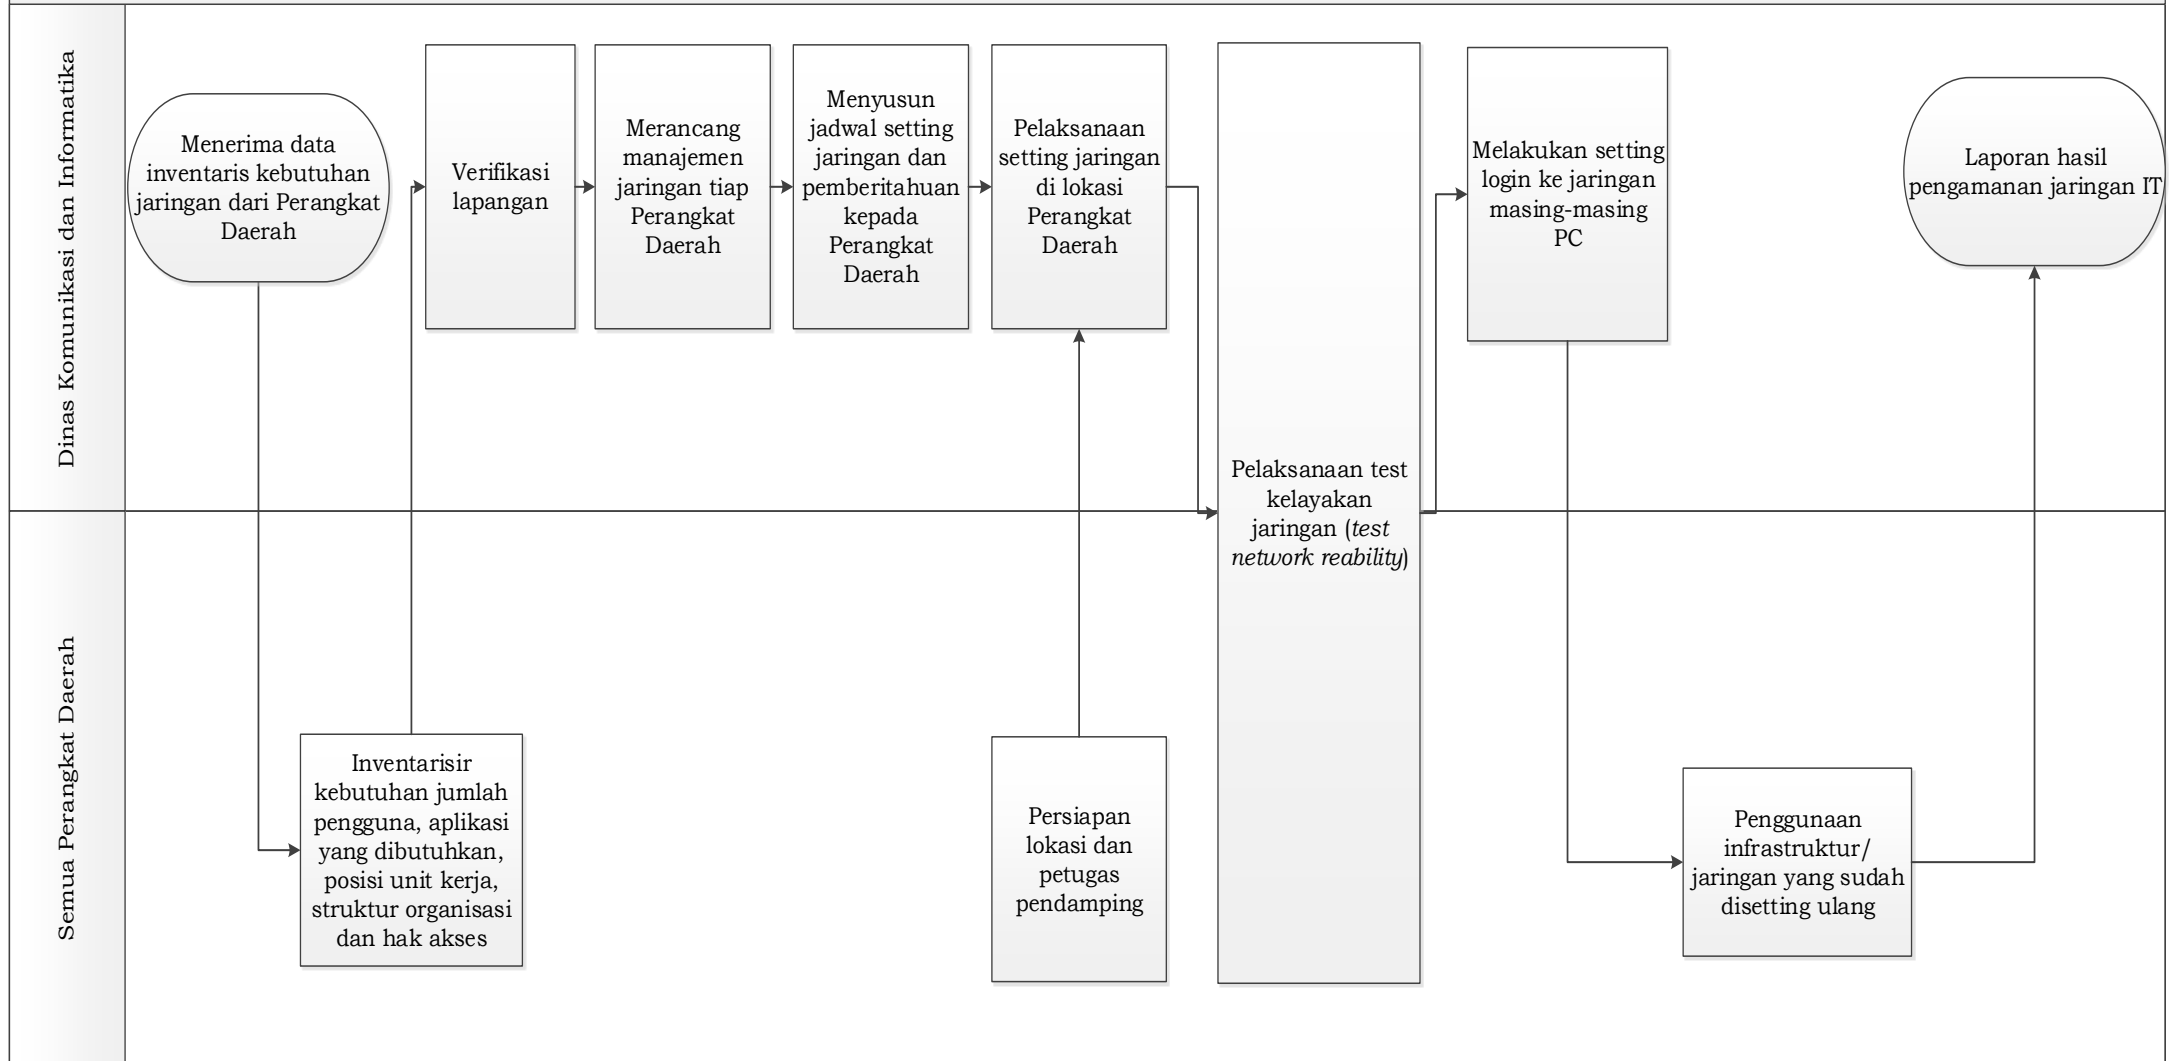 Dinas Komunikasi dan Informatika
Menerima data
inventaris kebutuhan
jaringan dari Perangkat
Daerah
Verifikasi
lapangan
Merancang
manajemen
jaringan tiap
Perangkat
Daerah
Menyusun
jadwal setting
jaringan dan
pemberitahuan
kepada
Perangkat
Daerah
Pelaksanaan
setting jaringan
di lokasi
Perangkat
Daerah
Pelaksanaan test
kelayakan
jaringan (test
network reability)
Melakukan setting
login ke jaringan
masing-masing
PC
Laporan hasil
pengamanan jaringan IT
Semua Perangkat Daerah
Inventarisir
kebutuhan jumlah
pengguna, aplikasi
yang dibutuhkan,
posisi unit kerja,
struktur organisasi
dan hak akses
Persiapan
lokasi dan
petugas
pendamping
Penggunaan
infrastruktur/
jaringan yang sudah
disetting ulang